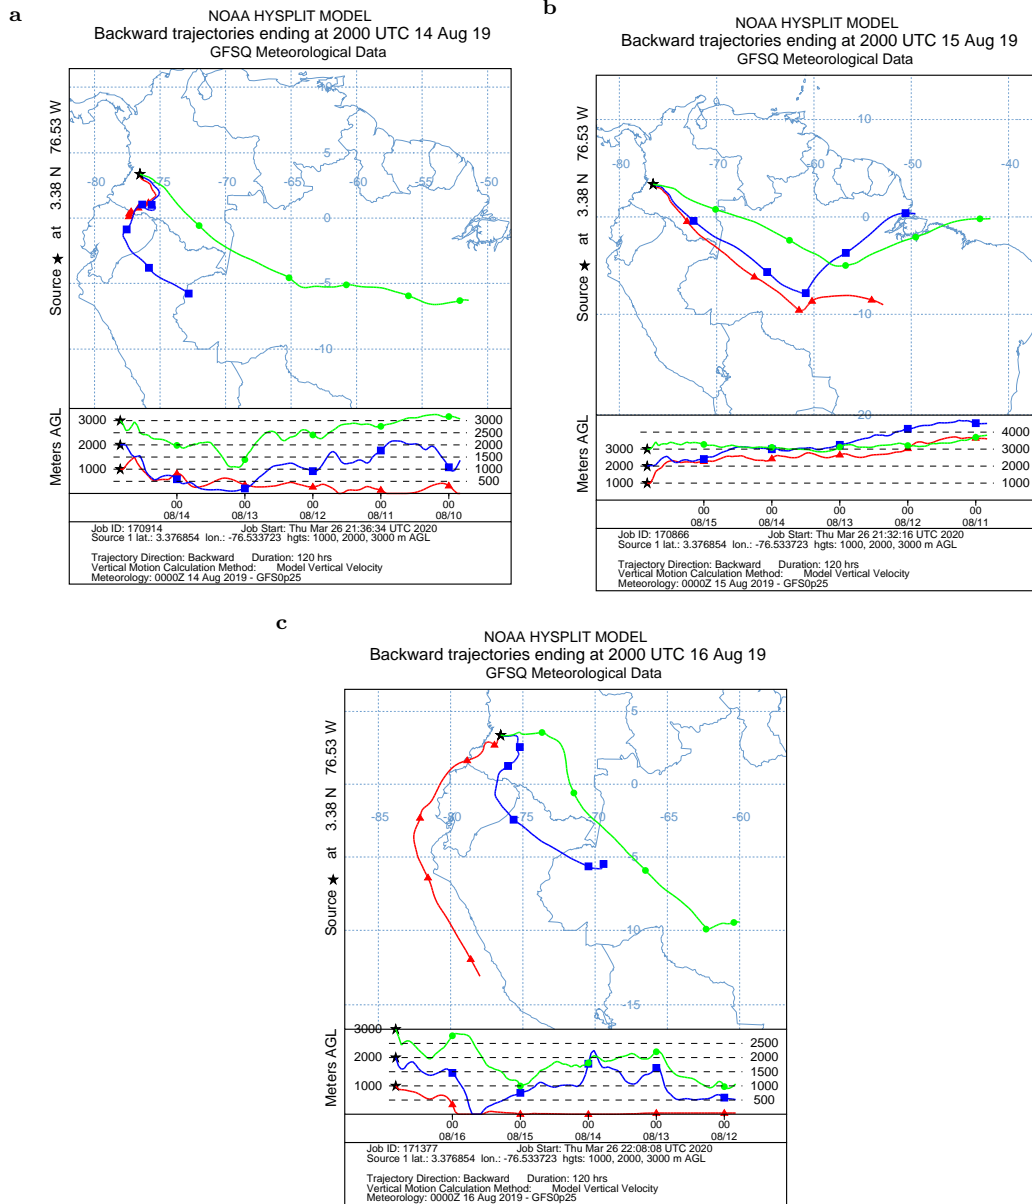 a
NOAA HYSPLIT MODEL
Backward trajectories ending at 2000 UTC 14 Aug 19
GFSQ Meteorological Data
Source ★ at 3.38 N 76.53 W
5
-80 -75 -70 -65 -60 -55 -50
0
-5
-10
Meters AGL
3000 3000
2500
2000 2000
1500
1000 1000
500
00 00 00 00 00
08/14 08/13 08/12 08/11 08/10
Job ID: 170914 Job Start: Thu Mar 26 21:36:34 UTC 2020
Source 1 lat.: 3.376854 lon.: -76.533723 hgts: 1000, 2000, 3000 m AGL
Trajectory Direction: Backward Duration: 120 hrs
Vertical Motion Calculation Method: Model Vertical Velocity
Meteorology: 0000Z 14 Aug 2019 - GFS0p25
b
NOAA HYSPLIT MODEL
Backward trajectories ending at 2000 UTC 15 Aug 19
GFSQ Meteorological Data
Source ★ at 3.38 N 76.53 W
10
-80 -70 -60 -50 -40
0
-10
20
Meters AGL
4000
3000 3000
2000 2000
1000 1000
00 00 00 00 00
08/15 08/14 08/13 08/12 08/11
Job ID: 170866 Job Start: Thu Mar 26 21:32:16 UTC 2020
Source 1 lat.: 3.376854 lon.: -76.533723 hgts: 1000, 2000, 3000 m AGL
Trajectory Direction: Backward Duration: 120 hrs
Vertical Motion Calculation Method: Model Vertical Velocity
Meteorology: 0000Z 15 Aug 2019 - GFS0p25
c
NOAA HYSPLIT MODEL
Backward trajectories ending at 2000 UTC 16 Aug 19
GFSQ Meteorological Data
Source ★ at 3.38 N 76.53 W
5
0
-85 -80 -75 -70 -65 -60
-5
-10
-15
Meters AGL
3000
2500
2000 2000
1500
1000 1000
500
00 00 00 00 00
08/16 08/15 08/14 08/13 08/12
Job ID: 171377 Job Start: Thu Mar 26 22:08:08 UTC 2020
Source 1 lat.: 3.376854 lon.: -76.533723 hgts: 1000, 2000, 3000 m AGL
Trajectory Direction: Backward Duration: 120 hrs
Vertical Motion Calculation Method: Model Vertical Velocity
Meteorology: 0000Z 16 Aug 2019 - GFS0p25